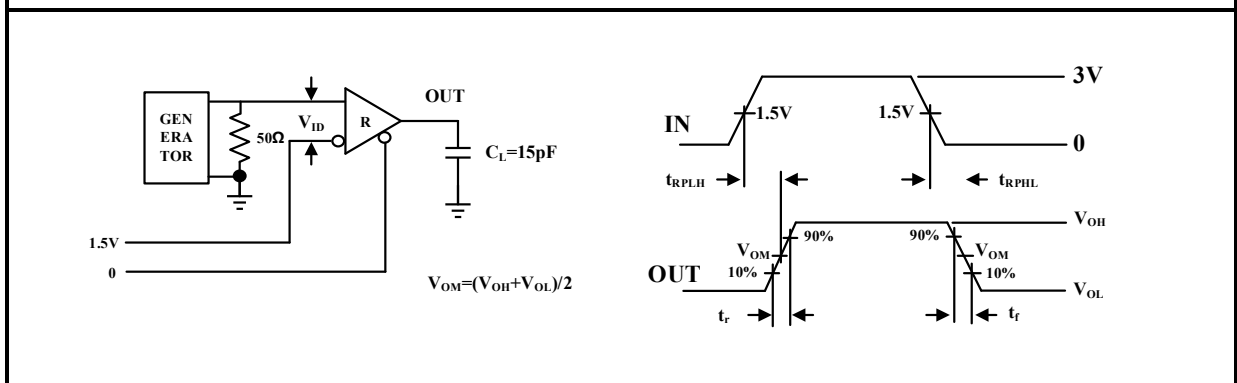 GEN
ERA
TOR
50Ω
V_ID
R
OUT
C_L=15pF
1.5V
0
V_OM=(V_OH+V_OL)/2
IN
1.5V
1.5V
3V
0
t_RPLH
t_RPHL
OUT
V_OM
90%
10%
90%
V_OM
10%
V_OH
V_OL
t_r
t_f